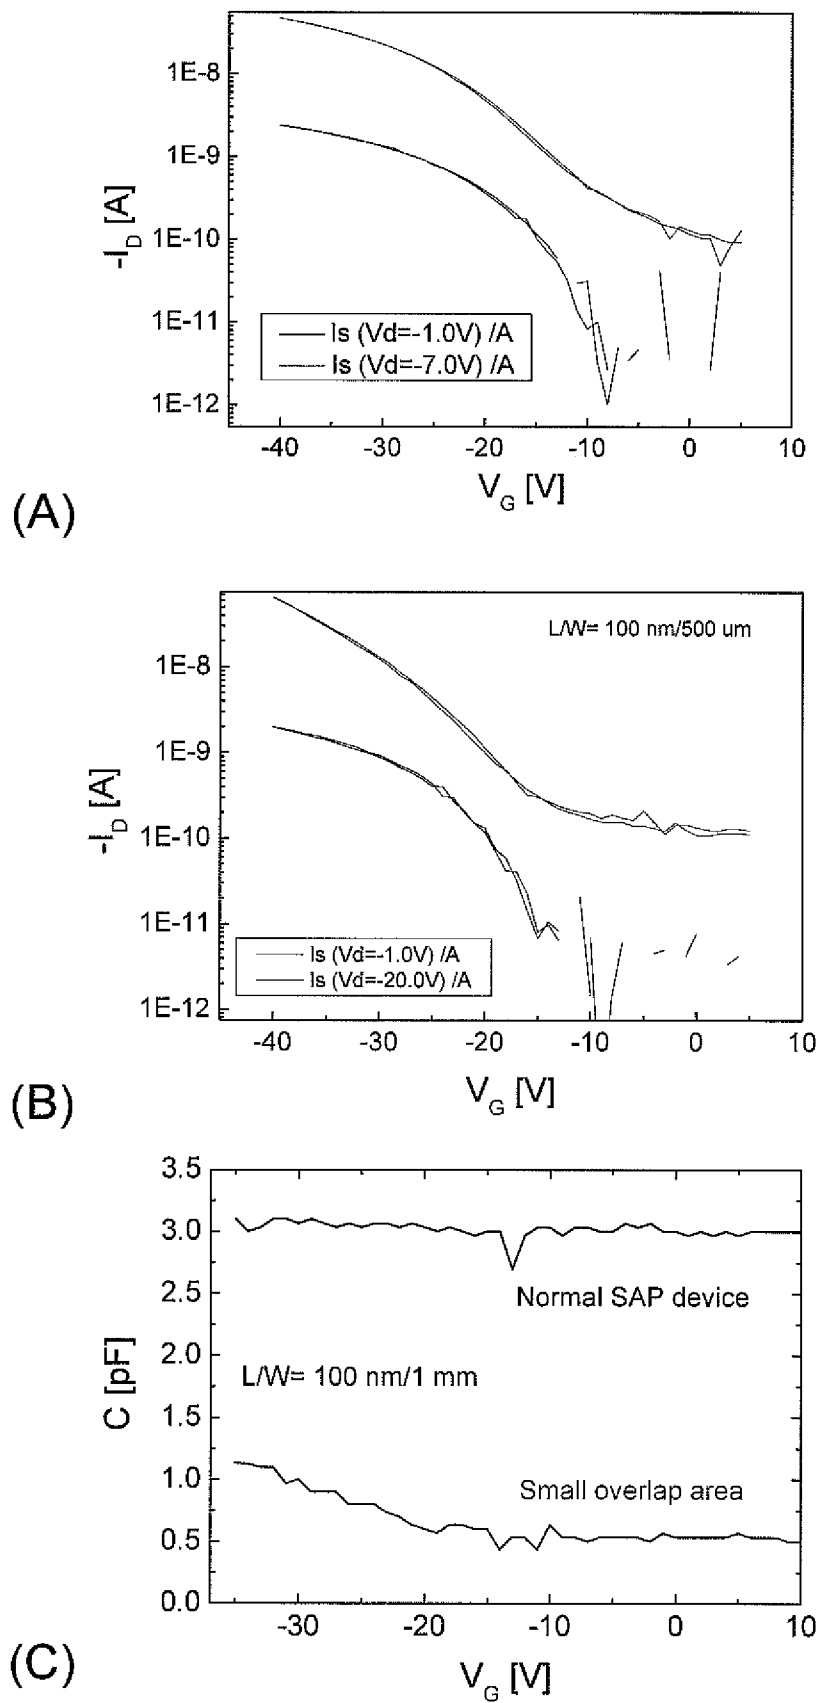 1E-8
1E-9
1E-10
1E-11
1E-12
-I_D [A]
Is (Vd=-1.0V) /A
Is (Vd=-7.0V) /A
-40 -30 -20 -10 0 10
V_G [V]
(A)
L/W= 100 nm/500 um
1E-8
1E-9
1E-10
1E-11
1E-12
-I_D [A]
Is (Vd=-1.0V) /A
Is (Vd=-20.0V) /A
-40 -30 -20 -10 0 10
V_G [V]
(B)
3.5
3.0
2.5
2.0
1.5
1.0
0.5
0.0
C [pF]
Normal SAP device
L/W= 100 nm/1 mm
Small overlap area
-30 -20 -10 0 10
V_G [V]
(C)